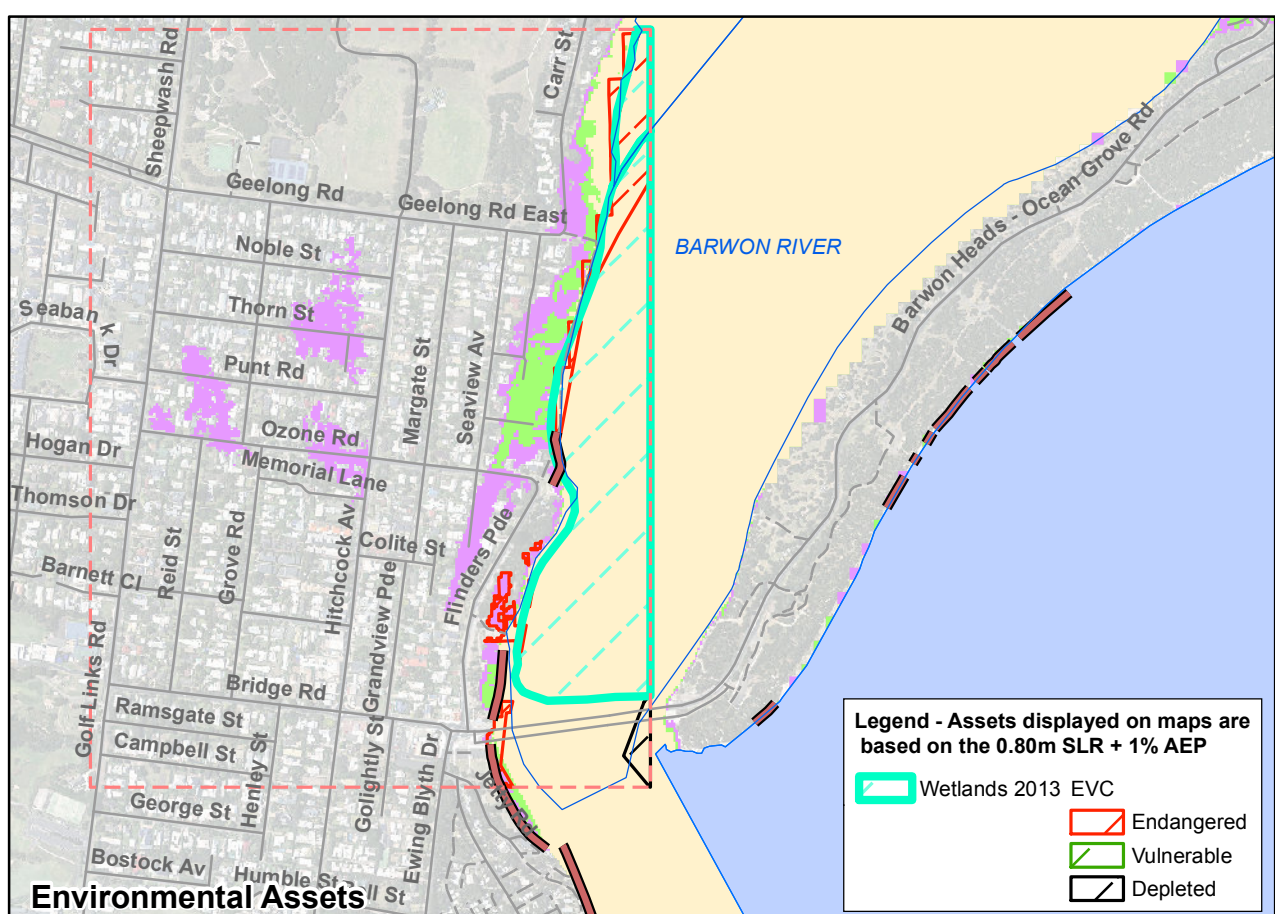 Sheepwash Rd
Carr St
Geelong Rd
Geelong Rd East
Noble St
BARWON RIVER
Barwon Heads - Ocean Grove Rd
Seabank Dr
Thorn St
Punt Rd
Margate St
Seaview Av
Ozone Rd
Hogan Dr
Memorial Lane
Thomson Dr
Flinders Pde
Colite St
Barnett Cl
Reid St
Grove Rd
Hitchcock Av
Grandview Pde
Golf Links Rd
Bridge Rd
Ramsgate St
Campbell St
Henley St
Golightly St
Ewing Blyth Dr
Jetty Rd
George St
Bostock Av
Humble St
Environmental Assets
Legend - Assets displayed on maps are
based on the 0.80m SLR + 1% AEP
Wetlands 2013 EVC
Endangered
Vulnerable
Depleted